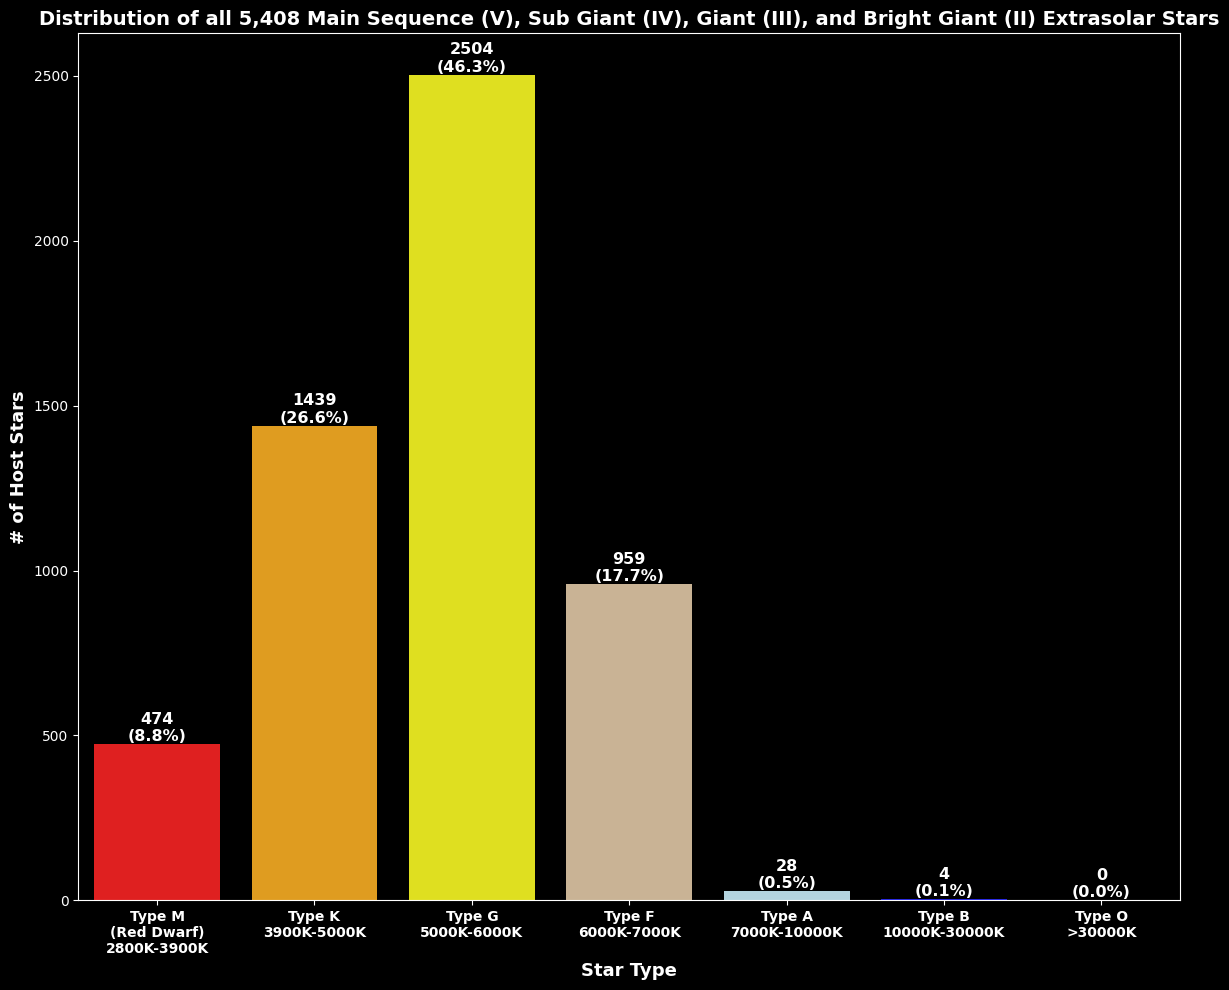 Distribution of all 5,408 Main Sequence (V), Sub Giant (IV), Giant (III), and Bright Giant (II) Extrasolar Stars
# of Host Stars
2500
2000
1500
1000
500
0
474
(8.8%)
1439
(26.6%)
2504
(46.3%)
959
(17.7%)
28
(0.5%)
4
(0.1%)
0
(0.0%)
Type M
(Red Dwarf)
2800K-3900K
Type K
3900K-5000K
Type G
5000K-6000K
Type F
6000K-7000K
Type A
7000K-10000K
Type B
10000K-30000K
Type O
>30000K
Star Type